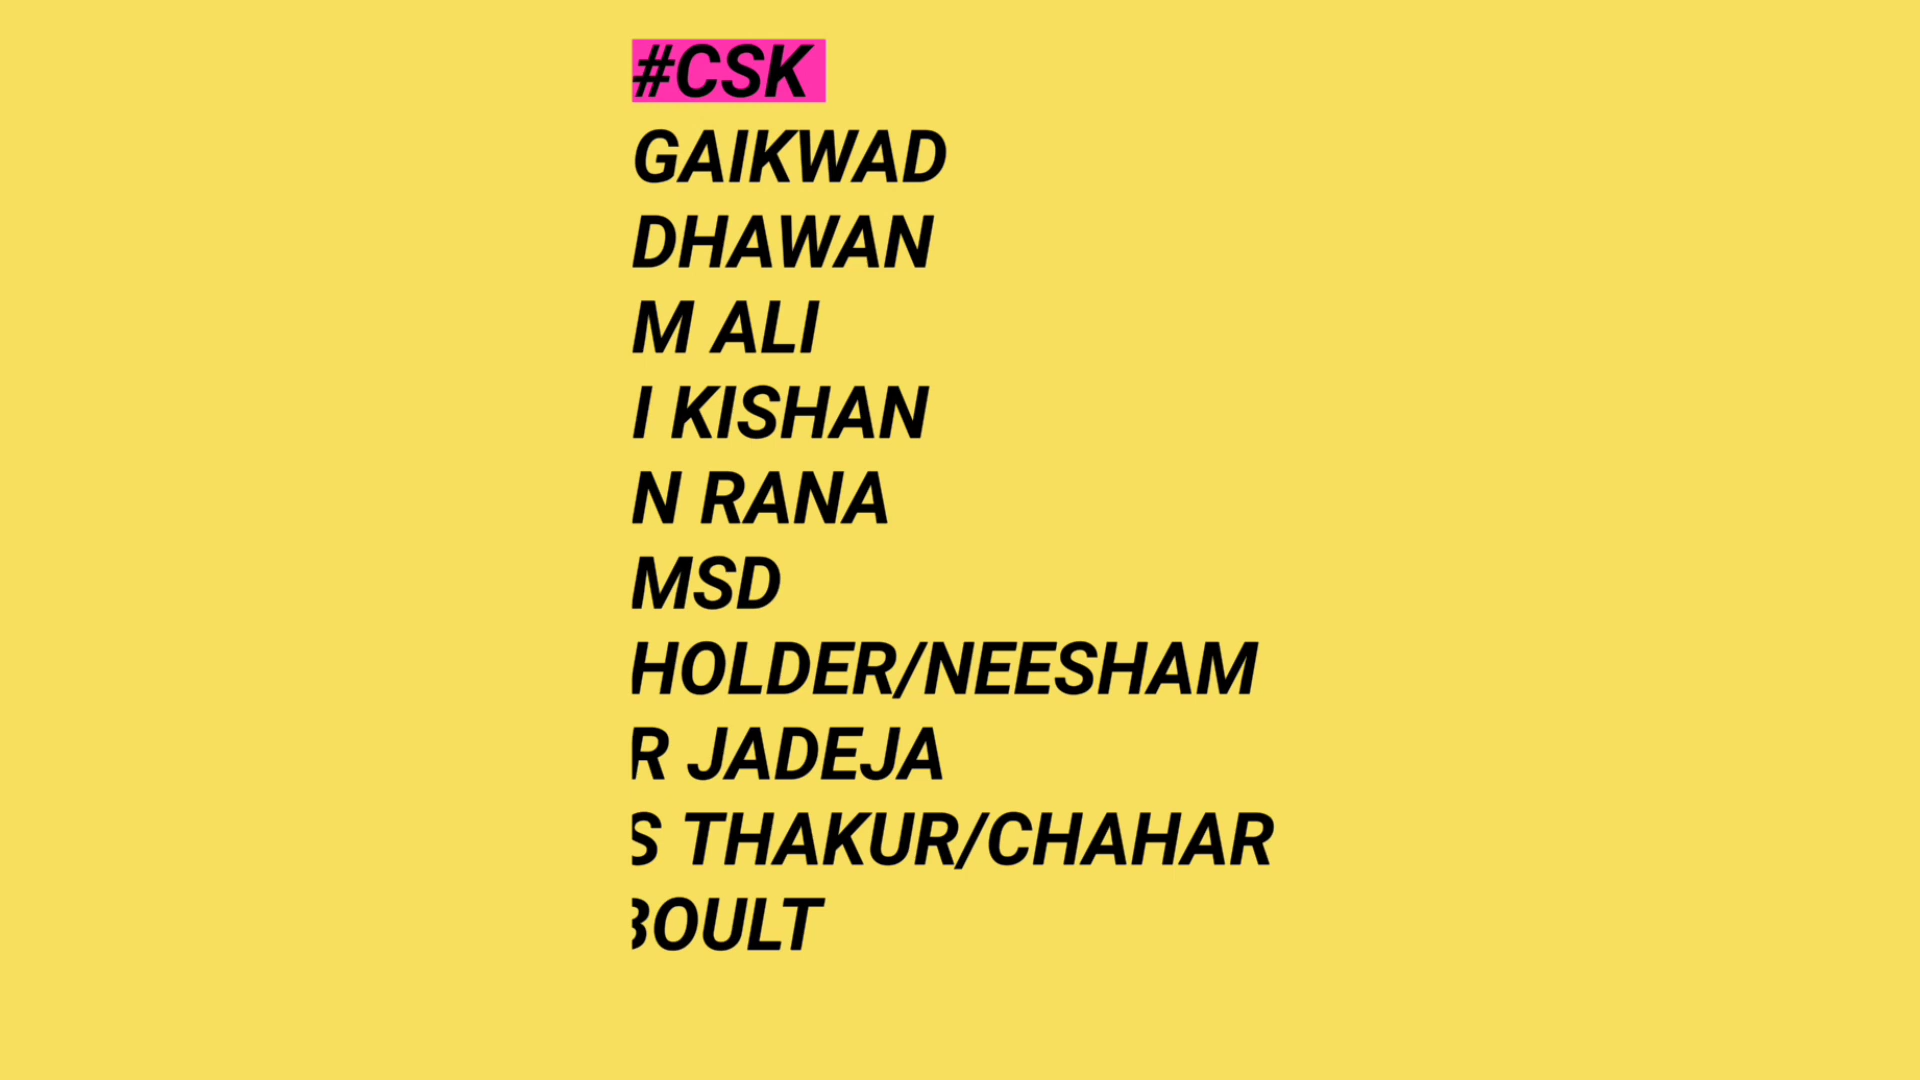 #CSK
GAIKWAD
DHAWAN
M ALI
I KISHAN
N RANA
MSD
HOLDER/NEESHAM
R JADEJA
S THAKUR/CHAHAR
BOULT